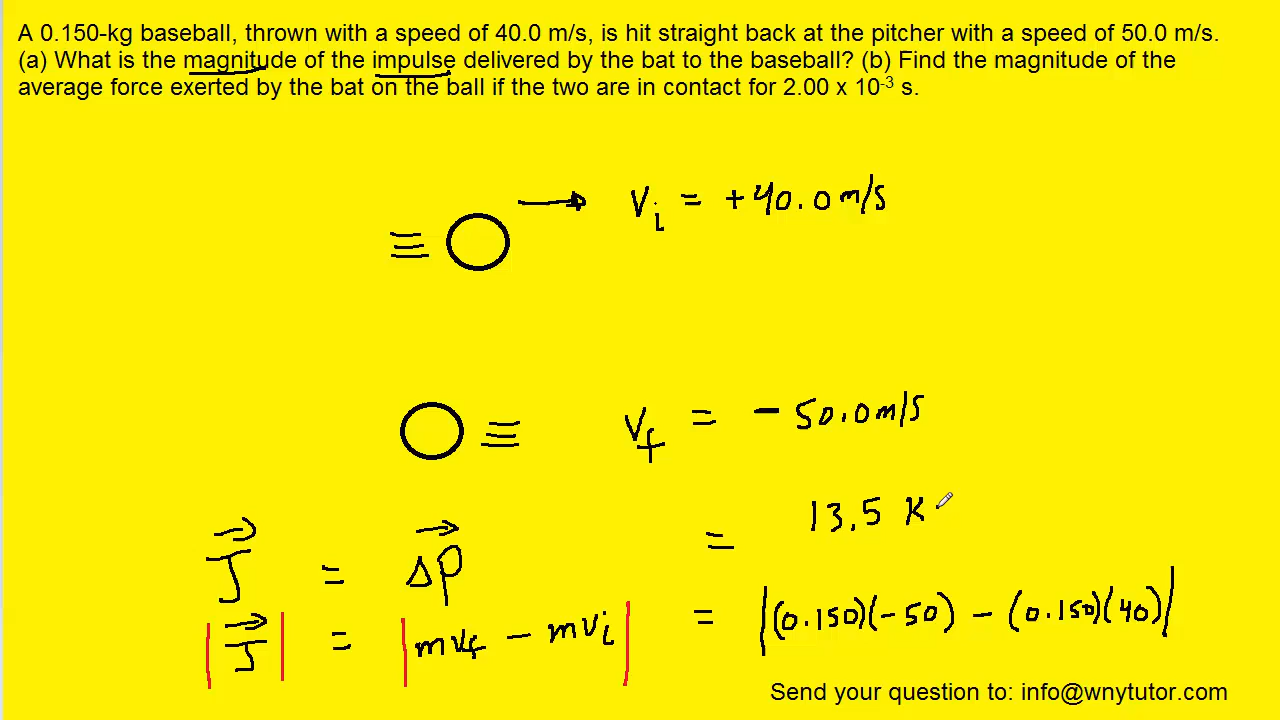 A 0.150-kg baseball, thrown with a speed of 40.0 m/s, is hit straight back at the pitcher with a speed of 50.0 m/s.
(a) What is the magnitude of the impulse delivered by the bat to the baseball? (b) Find the magnitude of the
average force exerted by the bat on the ball if the two are in contact for 2.00 x 10⁻³ s.
Vᵢ = +40.0 m/s
V_f = - 50.0 m/s
= 13.5 K
J⃗ = ΔP⃗
|J⃗| = |mv_f - mvᵢ| = |(0.150)(-50) - (0.150)(40)|
Send your question to: info@wnytutor.com